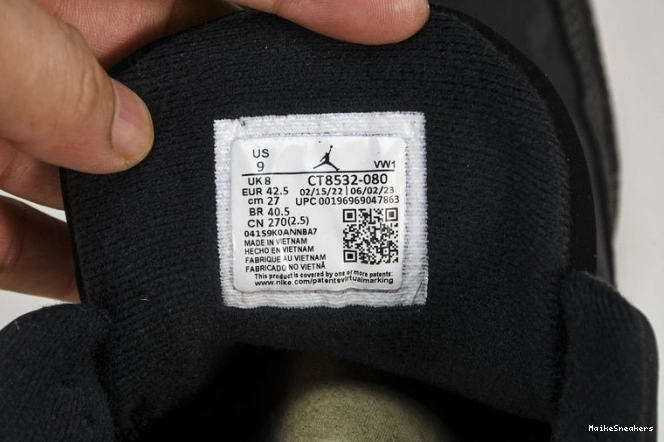 US
9
VW1
UK 8 CT8532-080
EUR 42.5 02/15/22 | 06/02/23
cm 27 UPC 00196969047863
BR 40.5
CN 270(2.5)
041S9K0ANNBA7
MADE IN VIETNAM
HECHO EN VIETNAM
FABRIQUE AU VIETNAM
FABRICADO NO VIETNÃ
This product is covered by one of more patents:
www.nike.com/patentsvirtualmarking
MaikeSneakers